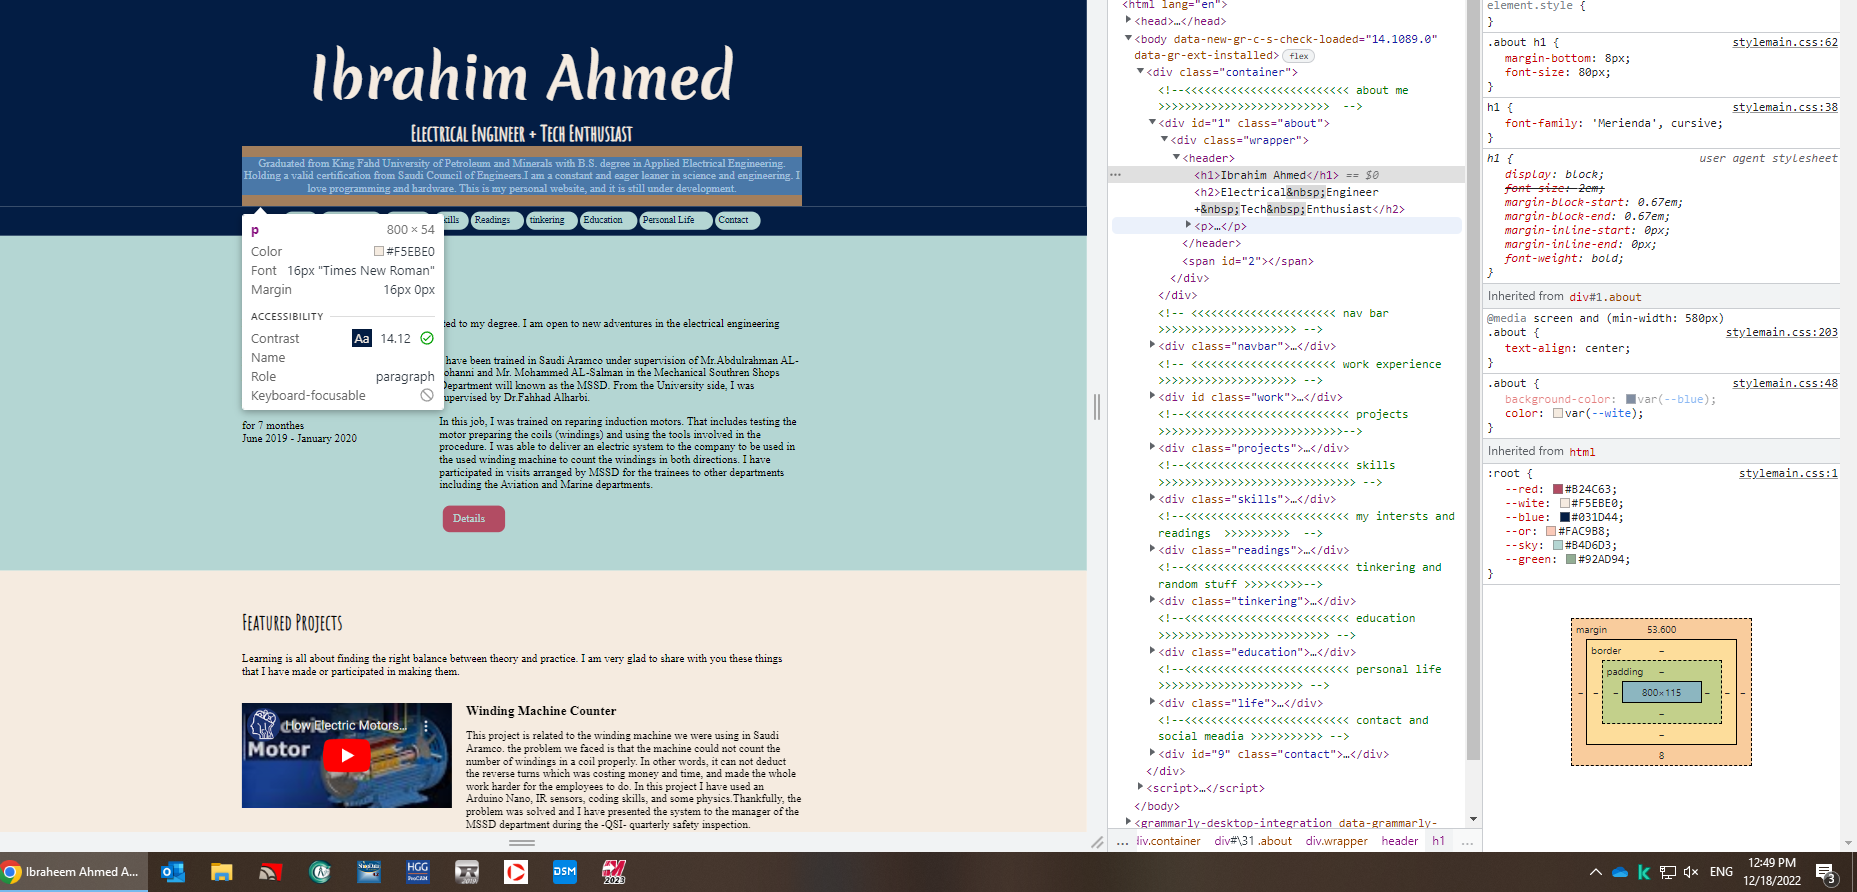 Ibrahim Ahmed
Electrical Engineer + Tech Enthusiast
Graduated from King Fahd University of Petroleum and Minerals with B.S. degree in Applied Electrical Engineering.
Holding a valid certification from Saudi Council of Engineers.I am a constant and eager leaner in science and engineering. I
love programming and hardware. This is my personal website, and it is still under development.
kills Readings tinkering Education Personal Life Contact
p 800 × 54
Color #F5EBE0
Font 16px "Times New Roman"
Margin 16px 0px
ACCESSIBILITY
Contrast Aa 14.12
Name
Role paragraph
Keyboard-focusable
ted to my degree. I am open to new adventures in the electrical engineering
have been trained in Saudi Aramco under supervision of Mr.Abdulrahman AL-
ohanni and Mr. Mohammed AL-Salman in the Mechanical Southren Shops
Department will known as the MSSD. From the University side, I was
upervised by Dr.Fahhad Alharbi.
for 7 monthes
June 2019 - January 2020
In this job, I was trained on reparing induction motors. That includes testing the
motor preparing the coils (windings) and using the tools involved in the
procedure. I was able to deliver an electric system to the company to be used in
the used winding machine to count the windings in both directions. I have
participated in visits arranged by MSSD for the trainees to other departments
including the Aviation and Marine departments.
Details
Featured Projects
Learning is all about finding the right balance between theory and practice. I am very glad to share with you these things
that I have made or participated in making them.
How Electric Motors...
Motor
Winding Machine Counter
This project is related to the winding machine we were using in Saudi
Aramco. the problem we faced is that the machine could not count the
number of windings in a coil properly. In other words, it can not deduct
the reverse turns which was costing money and time, and made the whole
work harder for the employees to do. In this project I have used an
Arduino Nano, IR sensors, coding skills, and some physics.Thankfully, the
problem was solved and I have presented the system to the manager of the
MSSD department during the -QSI- quarterly safety inspection.
<html lang="en">
<head>…</head>
<body data-new-gr-c-s-check-loaded="14.1089.0"
data-gr-ext-installed> flex
<div class="container">
<!--<<<<<<<<<<<<<<<<<<<<<<<<< about me
>>>>>>>>>>>>>>>>>>>>>>>>>> -->
<div id="1" class="about">
<div class="wrapper">
<header>
<h1>Ibrahim Ahmed</h1> == $0
<h2>Electrical&nbsp;Engineer
+&nbsp;Tech&nbsp;Enthusiast</h2>
<p>…</p>
</header>
<span id="2"></span>
</div>
</div>
<!-- <<<<<<<<<<<<<<<<<<<<<< nav bar
>>>>>>>>>>>>>>>>>>>>> -->
<div class="navbar">…</div>
<!-- <<<<<<<<<<<<<<<<<<<<<< work experience
>>>>>>>>>>>>>>>>>>>>> -->
<div id class="work">…</div>
<!--<<<<<<<<<<<<<<<<<<<<<<<<< projects
>>>>>>>>>>>>>>>>>>>>>>>>>>>>-->
<div class="projects">…</div>
<!--<<<<<<<<<<<<<<<<<<<<<<<<< skills
>>>>>>>>>>>>>>>>>>>>>>>>>>>>>> -->
<div class="skills">…</div>
<!--<<<<<<<<<<<<<<<<<<<<<<<<< my intersts and
readings >>>>>>>>>> -->
<div class="readings">…</div>
<!--<<<<<<<<<<<<<<<<<<<<<<<<< tinkering and
random stuff >>>><<>>>-->
<div class="tinkering">…</div>
<!--<<<<<<<<<<<<<<<<<<<<<<<<< education
>>>>>>>>>>>>>>>>>>>>>>>>>> -->
<div class="education">…</div>
<!--<<<<<<<<<<<<<<<<<<<<<<<<< personal life
>>>>>>>>>>>>>>>>>>>>>> -->
<div class="life">…</div>
<!--<<<<<<<<<<<<<<<<<<<<<<<<< contact and
social meadia >>>>>>>>>>> -->
<div id="9" class="contact">…</div>
</div>
<script>…</script>
</body>
<grammarly-desktop-integration data-grammarly-
... div.container div#\31 .about div.wrapper header h1 ...
element.style {
}
.about h1 { stylemain.css:62
margin-bottom: 8px;
font-size: 80px;
}
h1 { stylemain.css:38
font-family: 'Merienda', cursive;
}
h1 { user agent stylesheet
display: block;
font-size: 2em;
margin-block-start: 0.67em;
margin-block-end: 0.67em;
margin-inline-start: 0px;
margin-inline-end: 0px;
font-weight: bold;
}
Inherited from div#1.about
@media screen and (min-width: 580px)
.about { stylemain.css:203
text-align: center;
}
.about { stylemain.css:48
background-color: var(--blue);
color: var(--wite);
}
Inherited from html
:root { stylemain.css:1
--red: #B24C63;
--wite: #F5EBE0;
--blue: #031D44;
--or: #FAC9B8;
--sky: #B4D6D3;
--green: #92AD94;
}
margin 53.600
border –
padding –
– – – 800×115 – – –
–
–
8
Ibraheem Ahmed A...
HGG
ProCAM
2019
DSM
2023
ENG
12:49 PM
12/18/2022
3